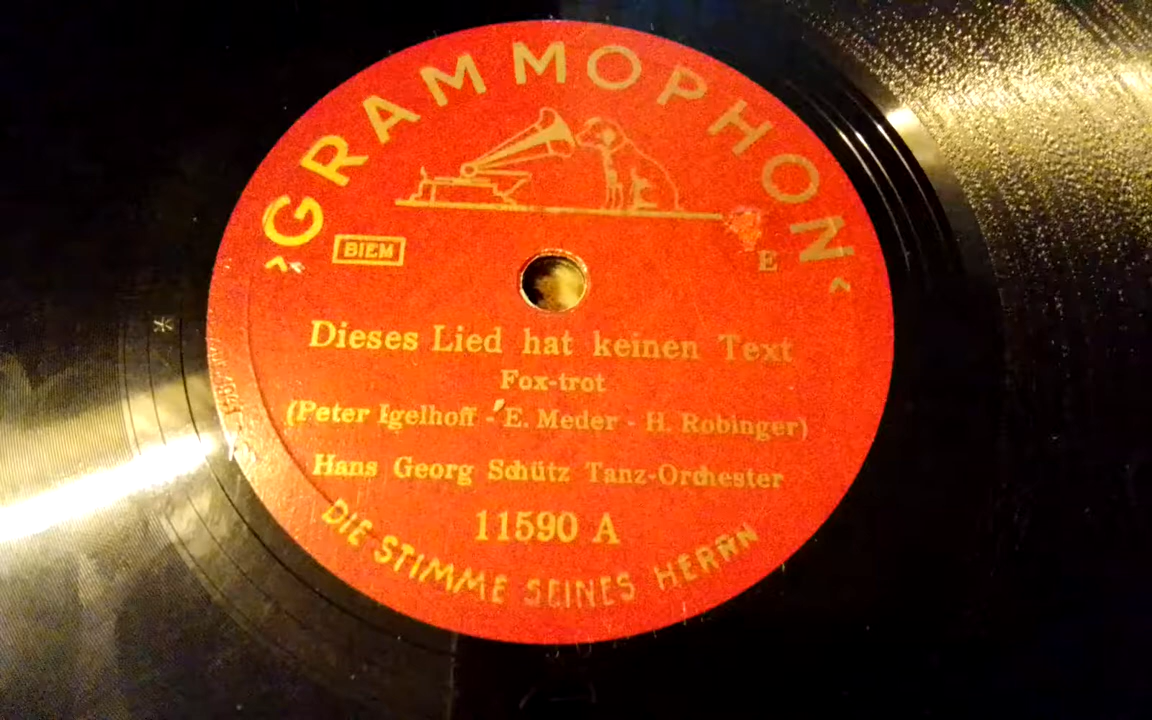 »GRAMMOPHON«
BIEM
E
Dieses Lied hat keinen Text
Fox-trot
(Peter Igelhoff - E. Meder - H. Robinger)
Hans Georg Schütz Tanz-Orchester
11590 A
DIE STIMME SEINES HERRN